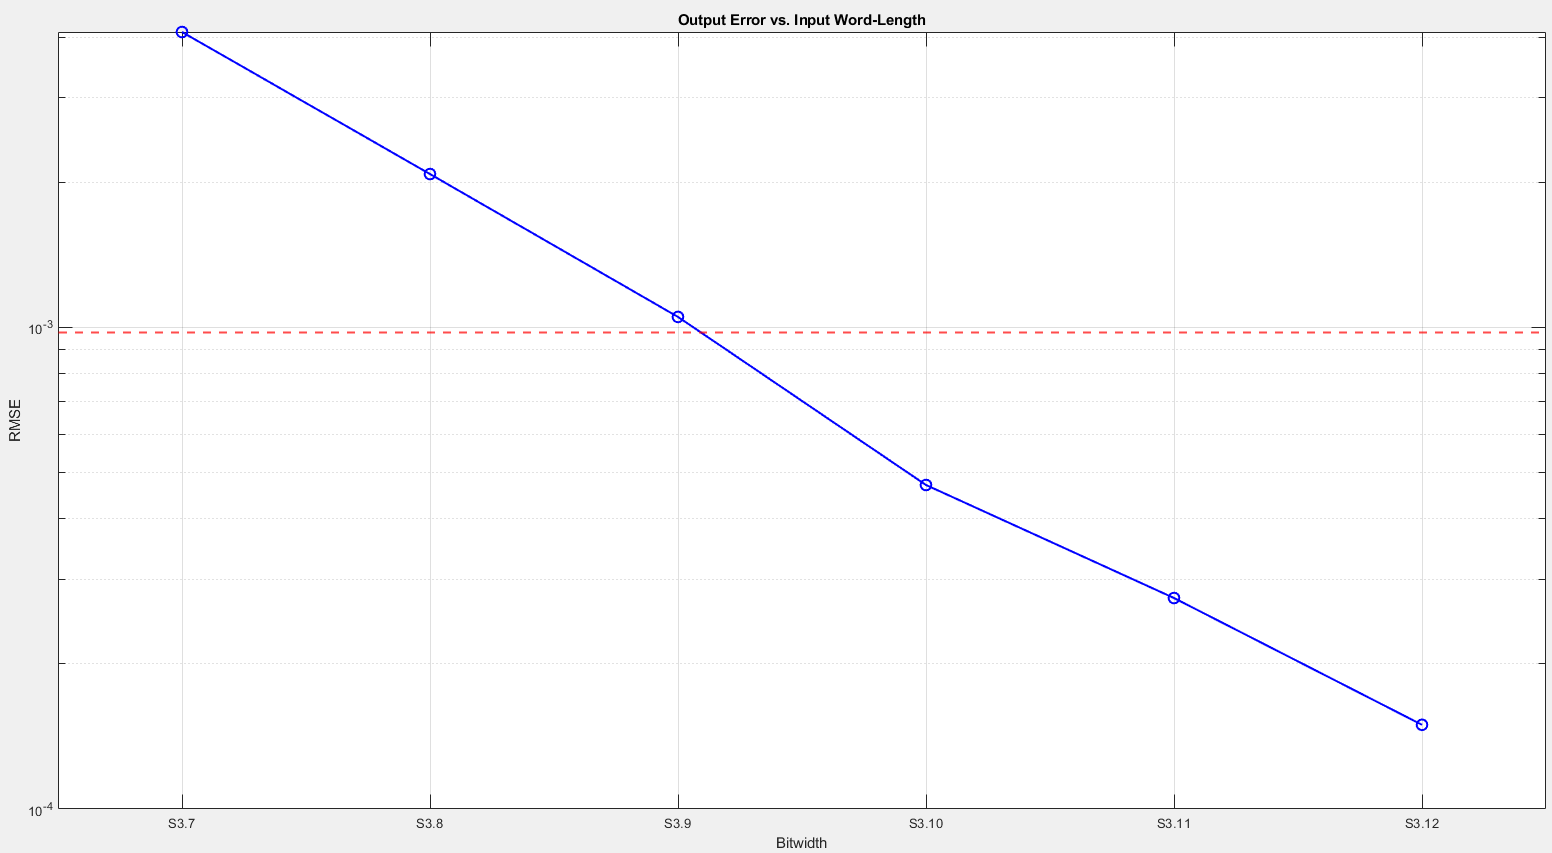 Output Error vs. Input Word-Length
RMSE
10-3
10-4
S3.7 S3.8 S3.9 S3.10 S3.11 S3.12
Bitwidth